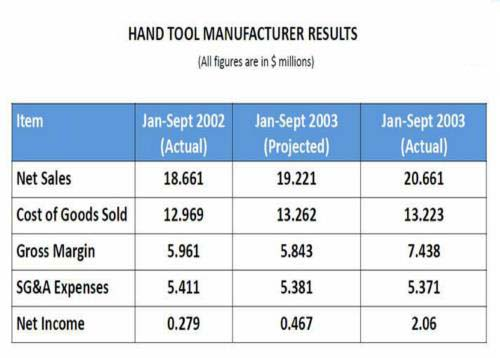 HAND TOOL MANUFACTURER RESULTS
(All figures are in $ millions)
Item Jan-Sept 2002 Jan-Sept 2003 Jan-Sept 2003
(Actual) (Projected) (Actual)
Net Sales 18.661 19.221 20.661
Cost of Goods Sold 12.969 13.262 13.223
Gross Margin 5.961 5.843 7.438
SG&A Expenses 5.411 5.381 5.371
Net Income 0.279 0.467 2.06